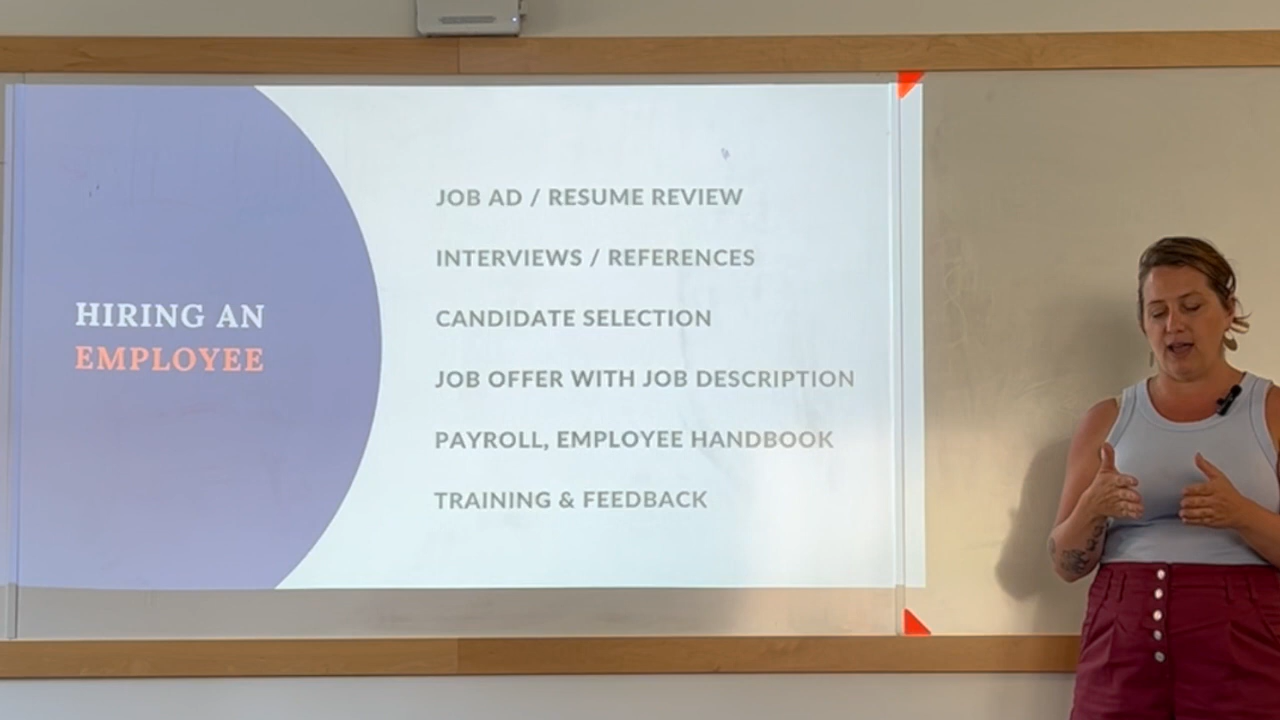 HIRING AN
EMPLOYEE
JOB AD / RESUME REVIEW
INTERVIEWS / REFERENCES
CANDIDATE SELECTION
JOB OFFER WITH JOB DESCRIPTION
PAYROLL, EMPLOYEE HANDBOOK
TRAINING & FEEDBACK